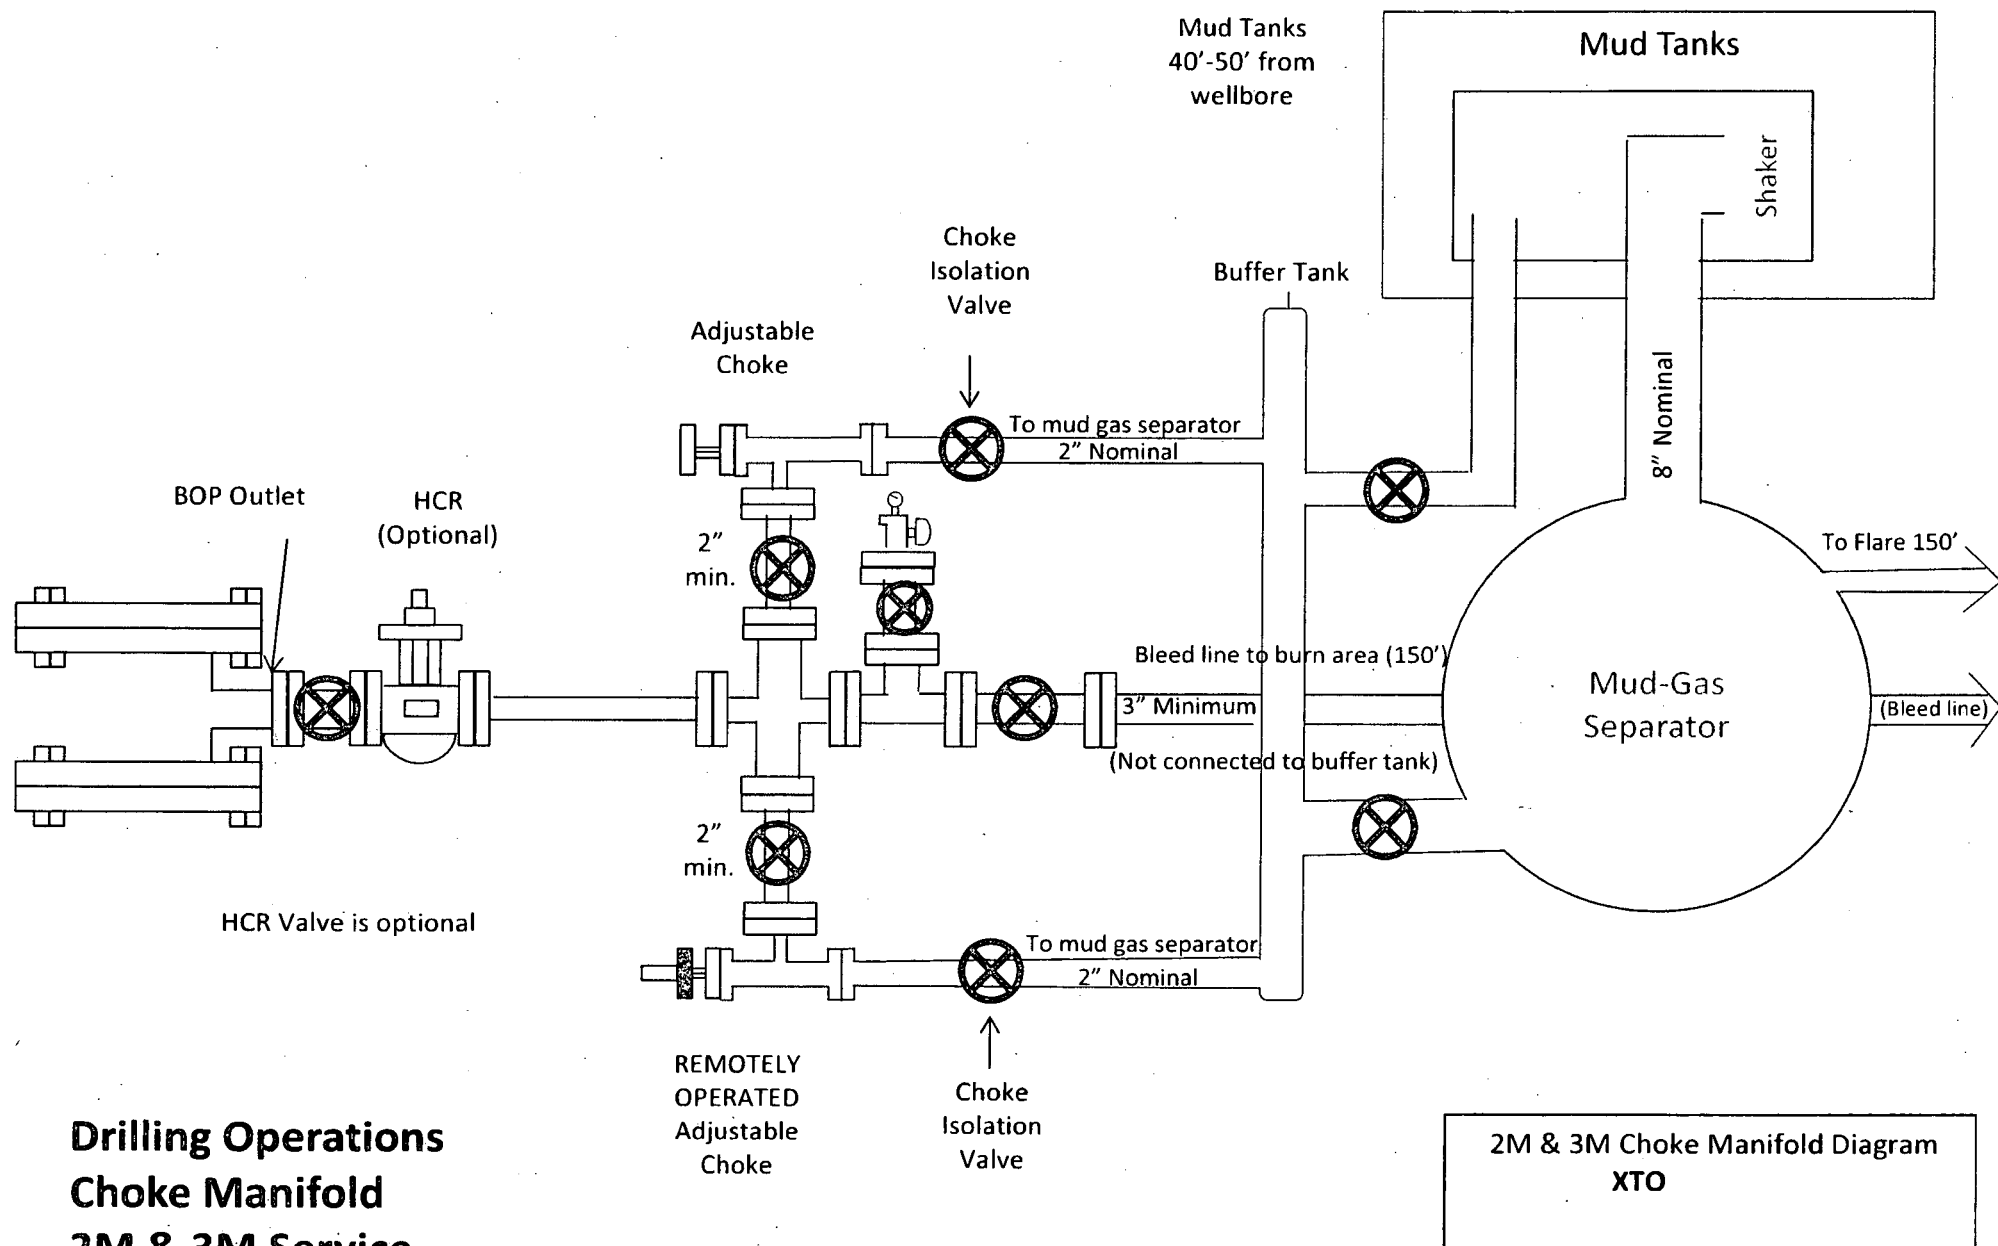 Mud Tanks
40'-50' from
wellbore
Mud Tanks
Shaker
Choke
Isolation
Valve
Buffer Tank
Adjustable
Choke
8" Nominal
To mud gas separator
2" Nominal
BOP Outlet
HCR
(Optional)
2"
min.
To Flare 150'
Bleed line to burn area (150')
3" Minimum
(Not connected to buffer tank)
Mud-Gas
Separator
(Bleed line)
2"
min.
HCR Valve is optional
To mud gas separator
2" Nominal
REMOTELY
OPERATED
Adjustable
Choke
Choke
Isolation
Valve
Drilling Operations
Choke Manifold
2M & 3M Service
2M & 3M Choke Manifold Diagram
XTO